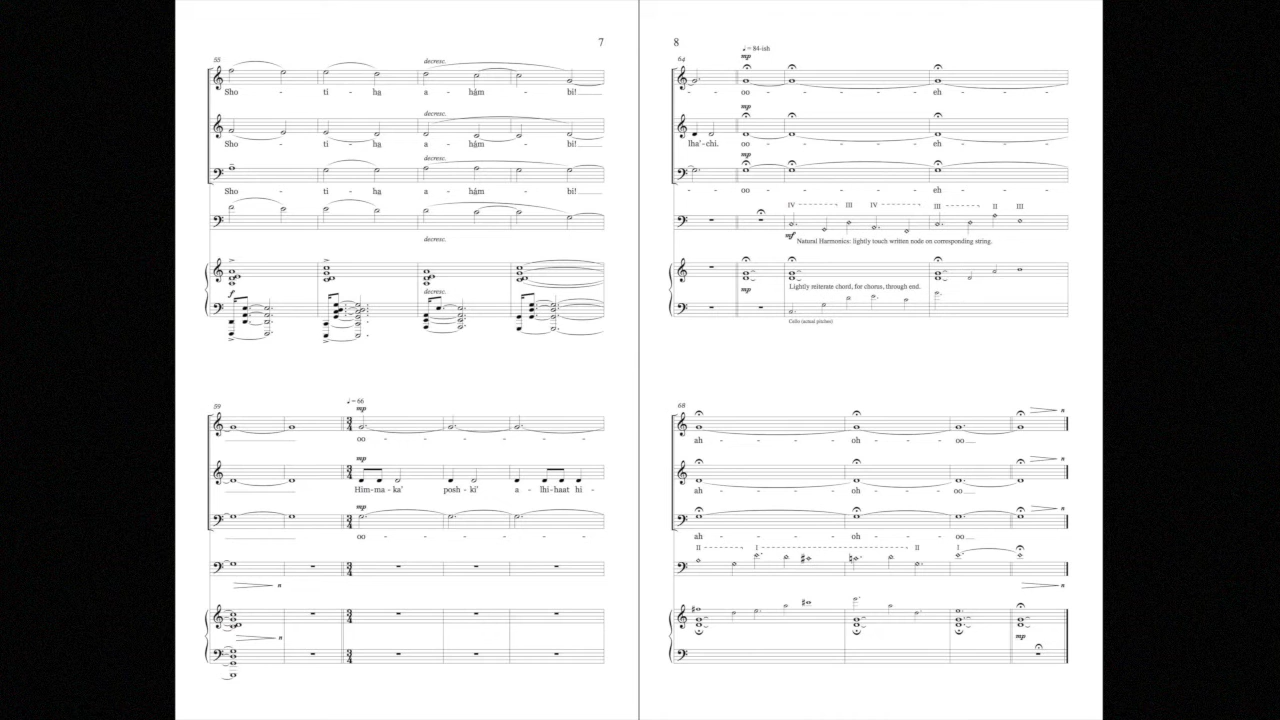 7
55
decresc.
Sho - ti - ha a - hám - bi!
decresc.
Sho - ti - ha a - hám - bi!
decresc.
Sho - ti - ha a - hám - bi!
decresc.
f
decresc.
59
♩= 66
mp
oo - - - - - -
mp
Him-ma-ka' posh-ki' a-lhi-haat hi -
mp
oo - - - - - -
n
n
8
♩= 84-ish
64
mp
oo - - - eh - - -
mp
lha'-chi. oo - - - eh - - -
mp
oo - - - eh - - -
IV III IV III II III
mf
Natural Harmonics: lightly touch written node on corresponding string.
mp
Lightly reiterate chord, for chorus, through end.
Cello (actual pitches)
68
n
ah - - - - oh - - oo
n
ah - - - - oh - - oo
n
ah - - - - oh - - oo
II I II I
n
mp